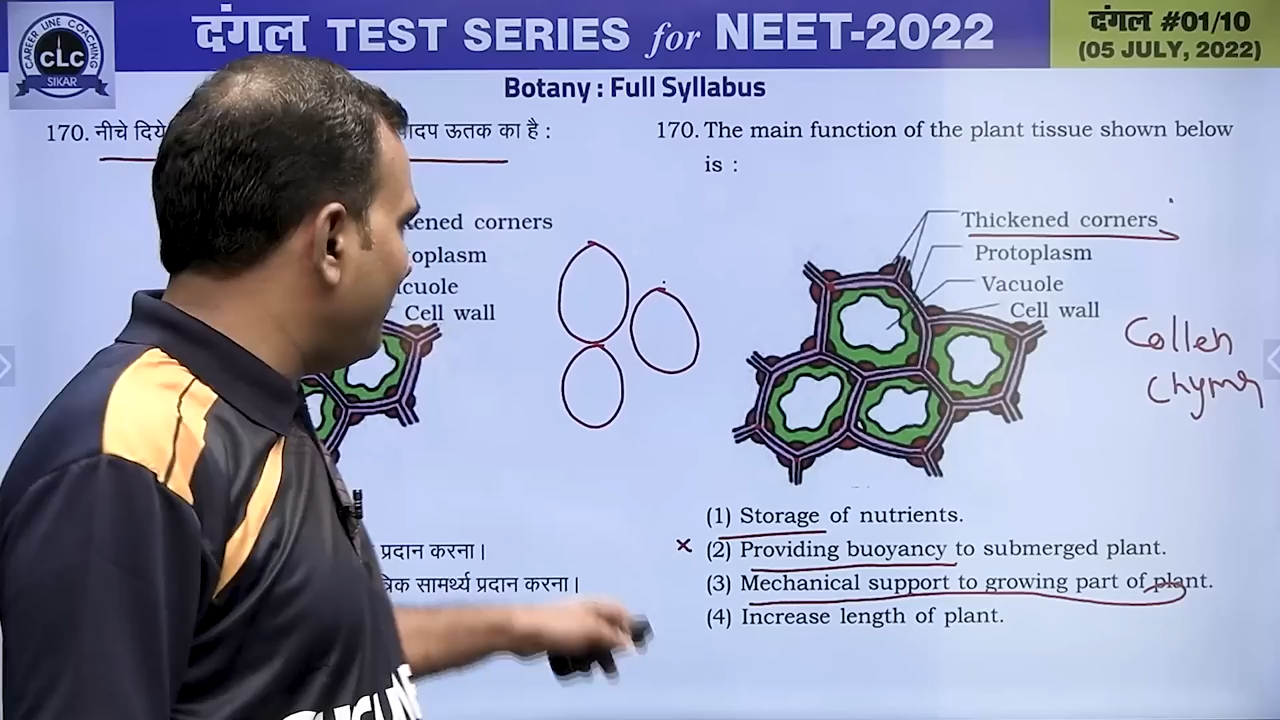 दंगल TEST SERIES for NEET-2022
दंगल #01/10
(05 JULY, 2022)
CAREER LINE COACHING
CLC
SIKAR
Botany : Full Syllabus
170. नीचे दिये
पादप ऊतक का है :
kened corners
toplasm
cuole
Cell wall
प्रदान करना।
त्रिक सामर्थ्य प्रदान करना।
170. The main function of the plant tissue shown below
is :
Thickened corners
Protoplasm
Vacuole
Cell wall
Collen
chyma
(1) Storage of nutrients.
x (2) Providing buoyancy to submerged plant.
(3) Mechanical support to growing part of plant.
(4) Increase length of plant.